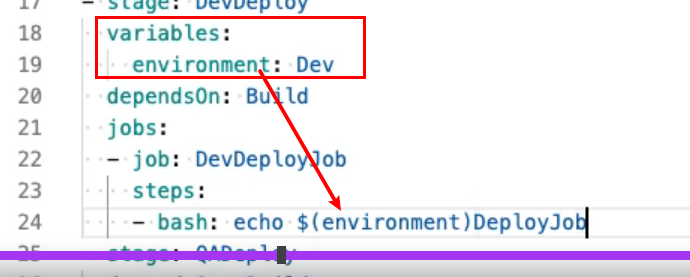 17 - stage: DevDeploy
18 variables:
19 environment: Dev
20 dependsOn: Build
21 jobs:
22 - job: DevDeployJob
23 steps:
24 - bash: echo $(environment)DeployJob
25 stage: QADeploy